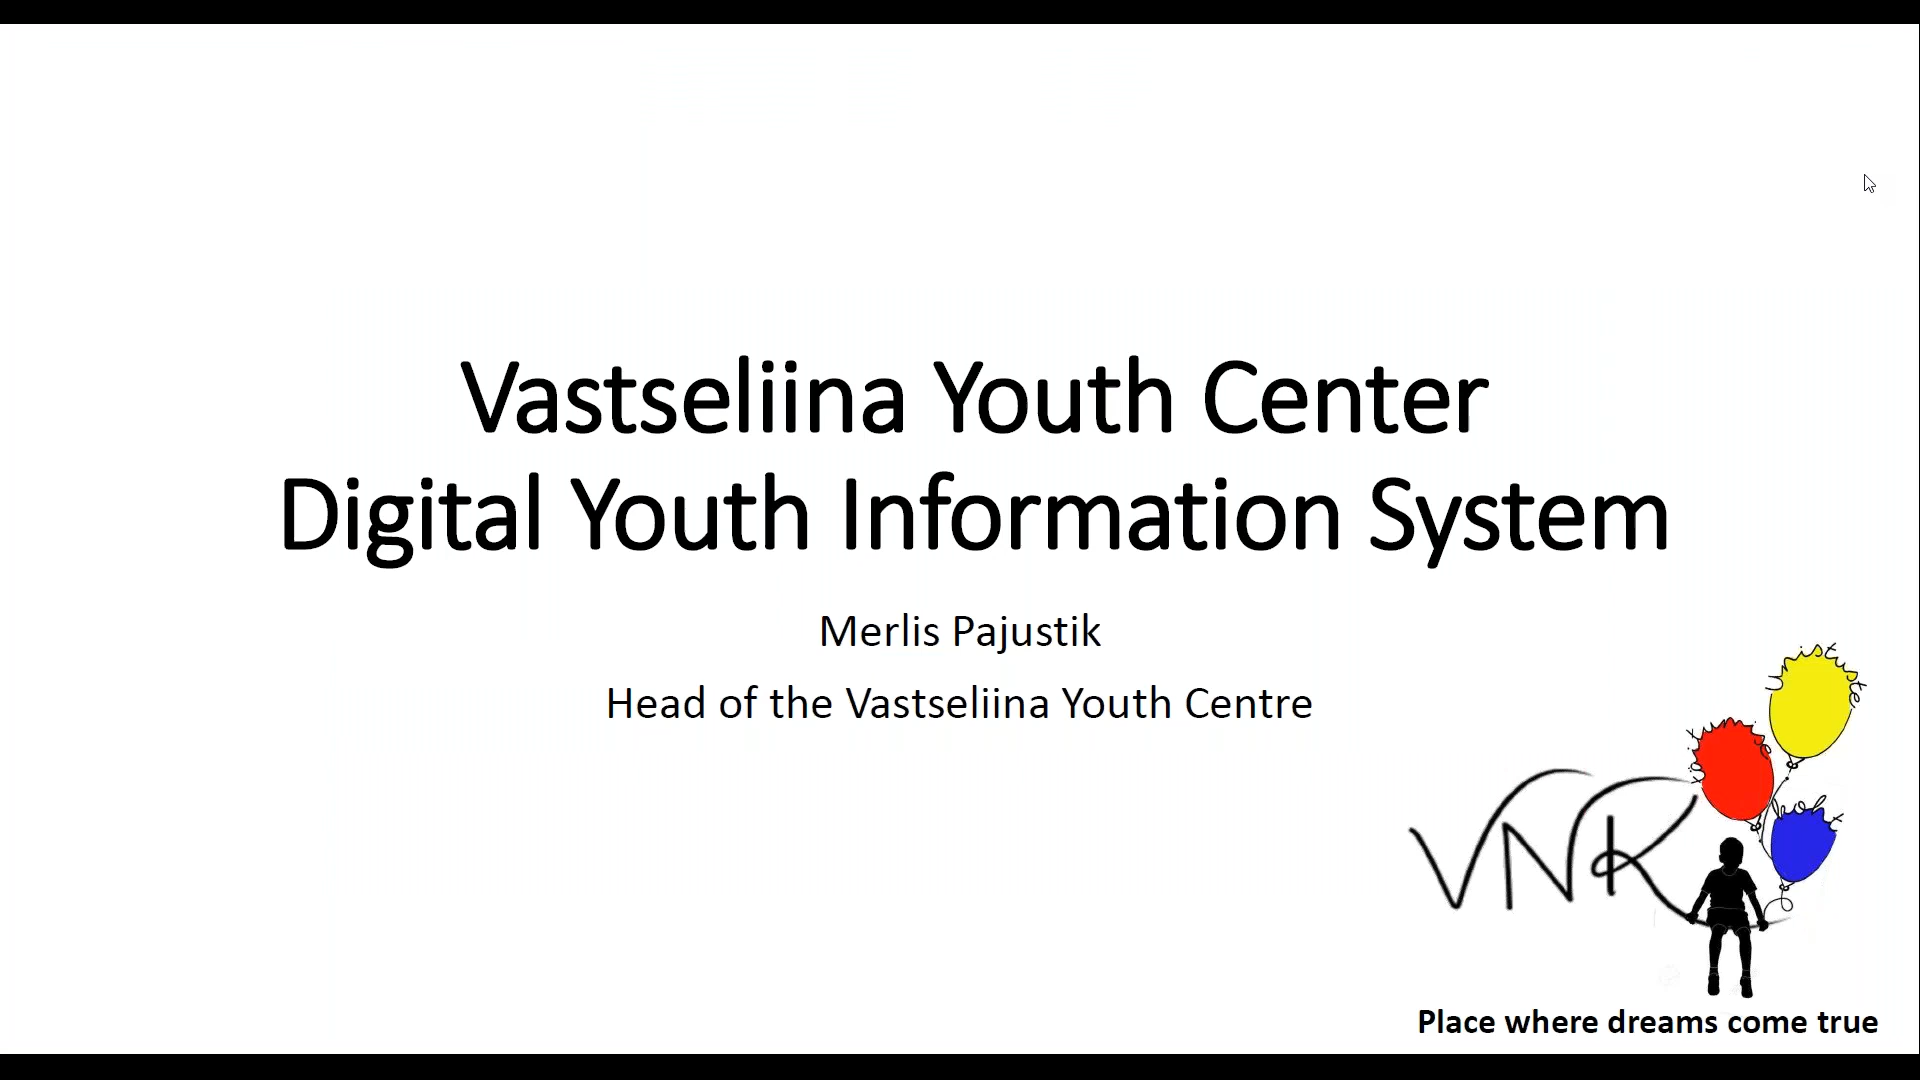 Vastseliina Youth Center
Digital Youth Information System
Merlis Pajustik
Head of the Vastseliina Youth Centre
VNK
Place where dreams come true